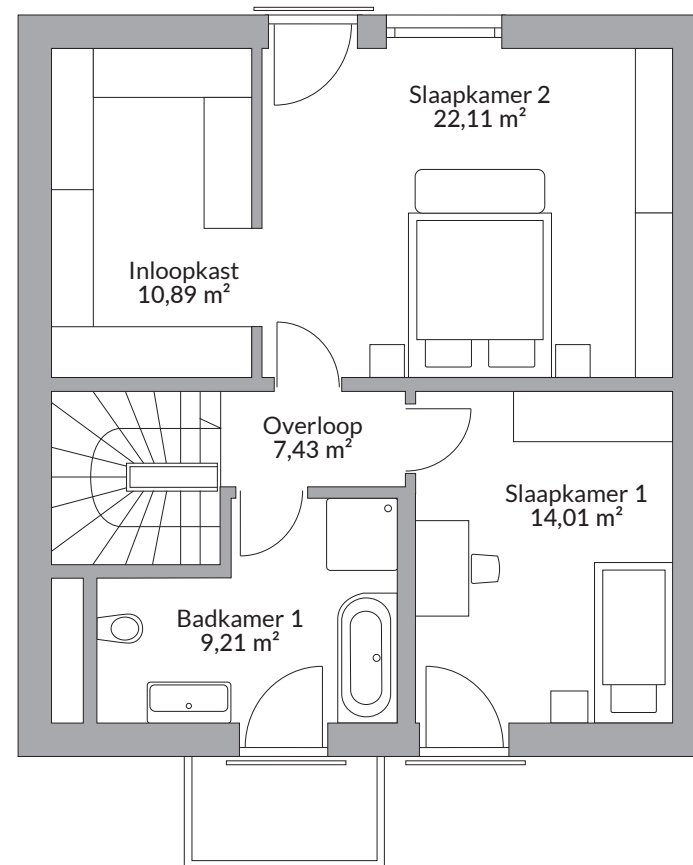 Slaapkamer 2
22,11 m²
Inloopkast
10,89 m²
Overloop
7,43 m²
Slaapkamer 1
14,01 m²
Badkamer 1
9,21 m²